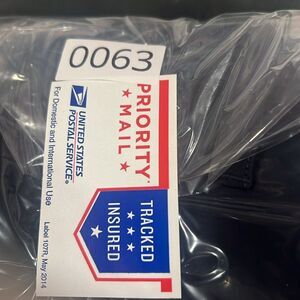 0063
PRIORITY
★ MAIL ★
UNITED STATES
POSTAL SERVICE®
For Domestic and International Use
TRACKED
★ ★ ★
INSURED
Label 107R, May 2014